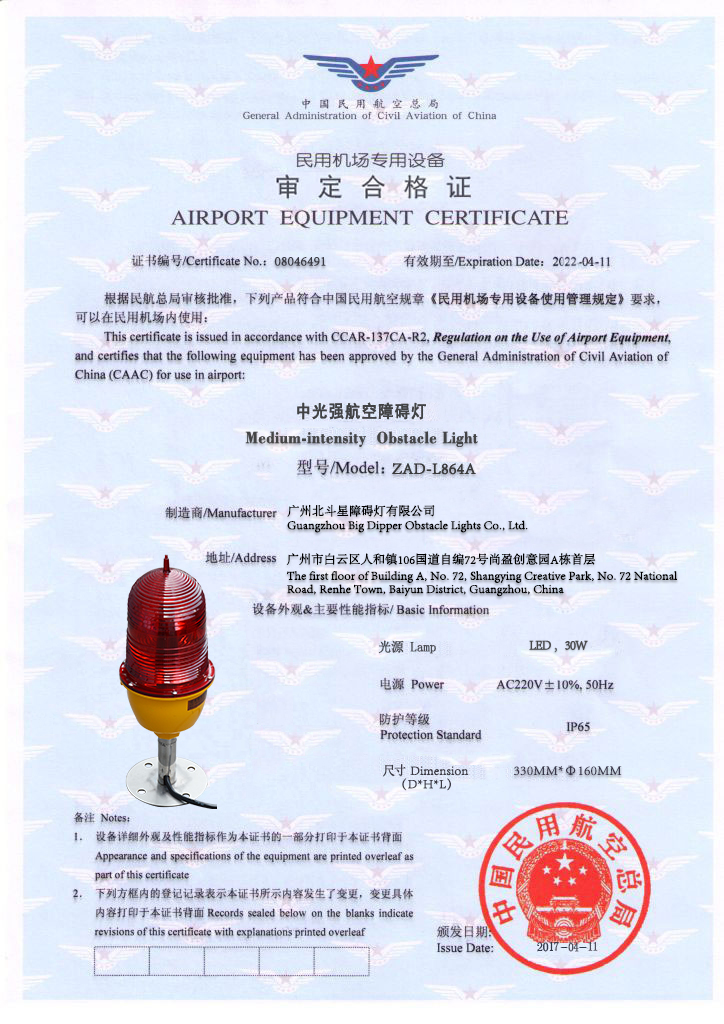 中国民用航空总局
General Administration of Civil Aviation of China
民用机场专用设备
审定合格证
AIRPORT EQUIPMENT CERTIFICATE
证书编号/Certificate No.: 08046491 有效期至/Expiration Date: 2022-04-11
根据民航总局审核批准，下列产品符合中国民用航空规章《民用机场专用设备使用管理规定》要求，
可以在民用机场内使用：
This certificate is issued in accordance with CCAR-137CA-R2, Regulation on the Use of Airport Equipment,
and certifies that the following equipment has been approved by the General Administration of Civil Aviation of
China (CAAC) for use in airport:
中光强航空障碍灯
Medium-intensity Obstacle Light
型号/Model: ZAD-L864A
制造商/Manufacturer 广州北斗星障碍灯有限公司
Guangzhou Big Dipper Obstacle Lights Co., Ltd.
地址/Address 广州市白云区人和镇106国道自编72号尚盈创意园A栋首层
The first floor of Building A, No. 72, Shangying Creative Park, No. 72 National
Road, Renhe Town, Baiyun District, Guangzhou, China
设备外观&主要性能指标/ Basic Information
光源 Lamp LED , 30W
电源 Power AC220V±10%, 50Hz
防护等级
Protection Standard IP65
尺寸 Dimension 330MM*Φ160MM
(D*H*L)
备注 Notes:
1. 设备详细外观及性能指标作为本证书的一部分打印于本证书背面
Appearance and specifications of the equipment are printed overleaf as
part of this certificate
2. 下列方框内的登记记录表示本证书所示内容发生了变更，变更具体
内容打印于本证书背面 Records sealed below on the blanks indicate
revisions of this certificate with explanations printed overleaf
中国民用航空总局
颁发日期:
Issue Date: 2017-04-11